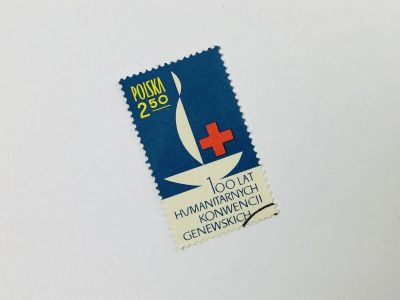 POLSKA
2.50
100 LAT
HUMANITARNYCH
KONWENCJI
GENEWSKICH